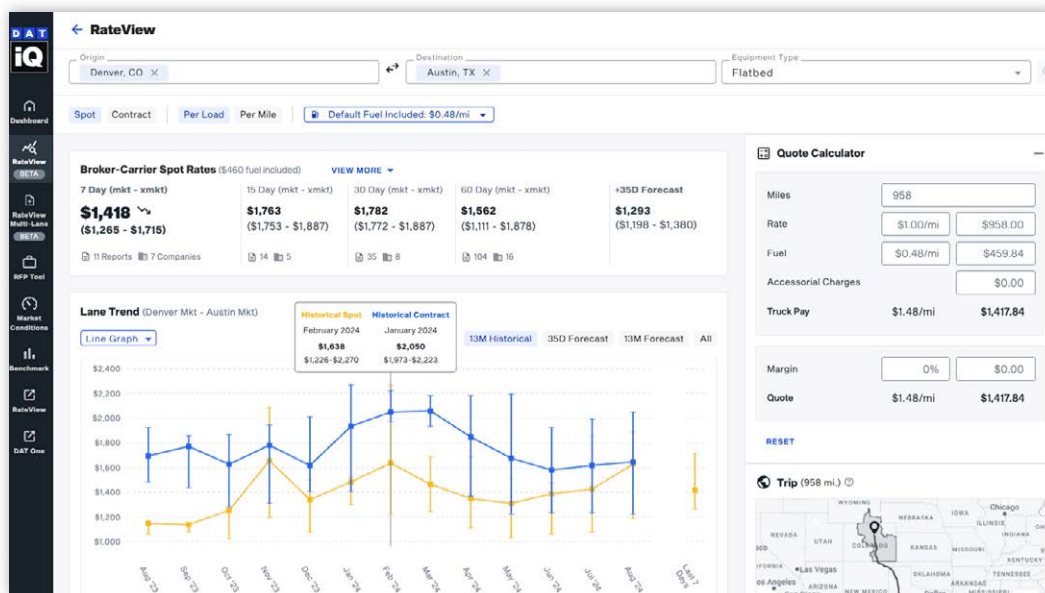 DAT
iQ
Dashboard
RateView
BETA
RateView
Multi-Lane
BETA
RFP Tool
Market
Conditions
Benchmark
RateView
DAT One
← RateView
Origin
Denver, CO ×
Destination
Austin, TX ×
Equipment Type
Flatbed
Spot Contract Per Load Per Mile Default Fuel Included: $0.48/mi
Broker-Carrier Spot Rates ($460 fuel included) VIEW MORE
7 Day (mkt - xmkt) 15 Day (mkt - xmkt) 30 Day (mkt - xmkt) 60 Day (mkt - xmkt) +35D Forecast
$1,418 $1,763 $1,782 $1,562 $1,293
($1,265 - $1,715) ($1,753 - $1,887) ($1,772 - $1,887) ($1,111 - $1,878) ($1,198 - $1,380)
11 Reports 7 Companies 14 5 35 8 104 16
Lane Trend (Denver Mkt - Austin Mkt)
Line Graph
Historical Spot Historical Contract
February 2024 January 2024
$1,638 $2,050
$1,226-$2,270 $1,973-$2,223
13M Historical 35D Forecast 13M Forecast All
$2,400
$2,200
$2,000
$1,800
$1,600
$1,400
$1,200
$1,000
Aug '23 Sep '23 Oct '23 Nov '23 Dec '23 Jan '24 Feb '24 Mar '24 Apr '24 May '24 Jun '24 Jul '24 Aug '24 Last 7 Days
Quote Calculator
Miles 958
Rate $1.00/mi $958.00
Fuel $0.48/mi $459.84
Accessorial Charges $0.00
Truck Pay $1.48/mi $1,417.84
Margin 0% $0.00
Quote $1.48/mi $1,417.84
RESET
Trip (958 mi.)
WYOMING
Chicago
NEBRASKA
IOWA
ILLINOIS
INDIANA
NEVADA
UTAH
COLORADO
KANSAS
MISSOURI
KENTUCKY
Las Vegas
OKLAHOMA
TENNESSEE
os Angeles
ARIZONA
ARKANSAS
NEW MEXICO
Dallas
MISSISSIPPI